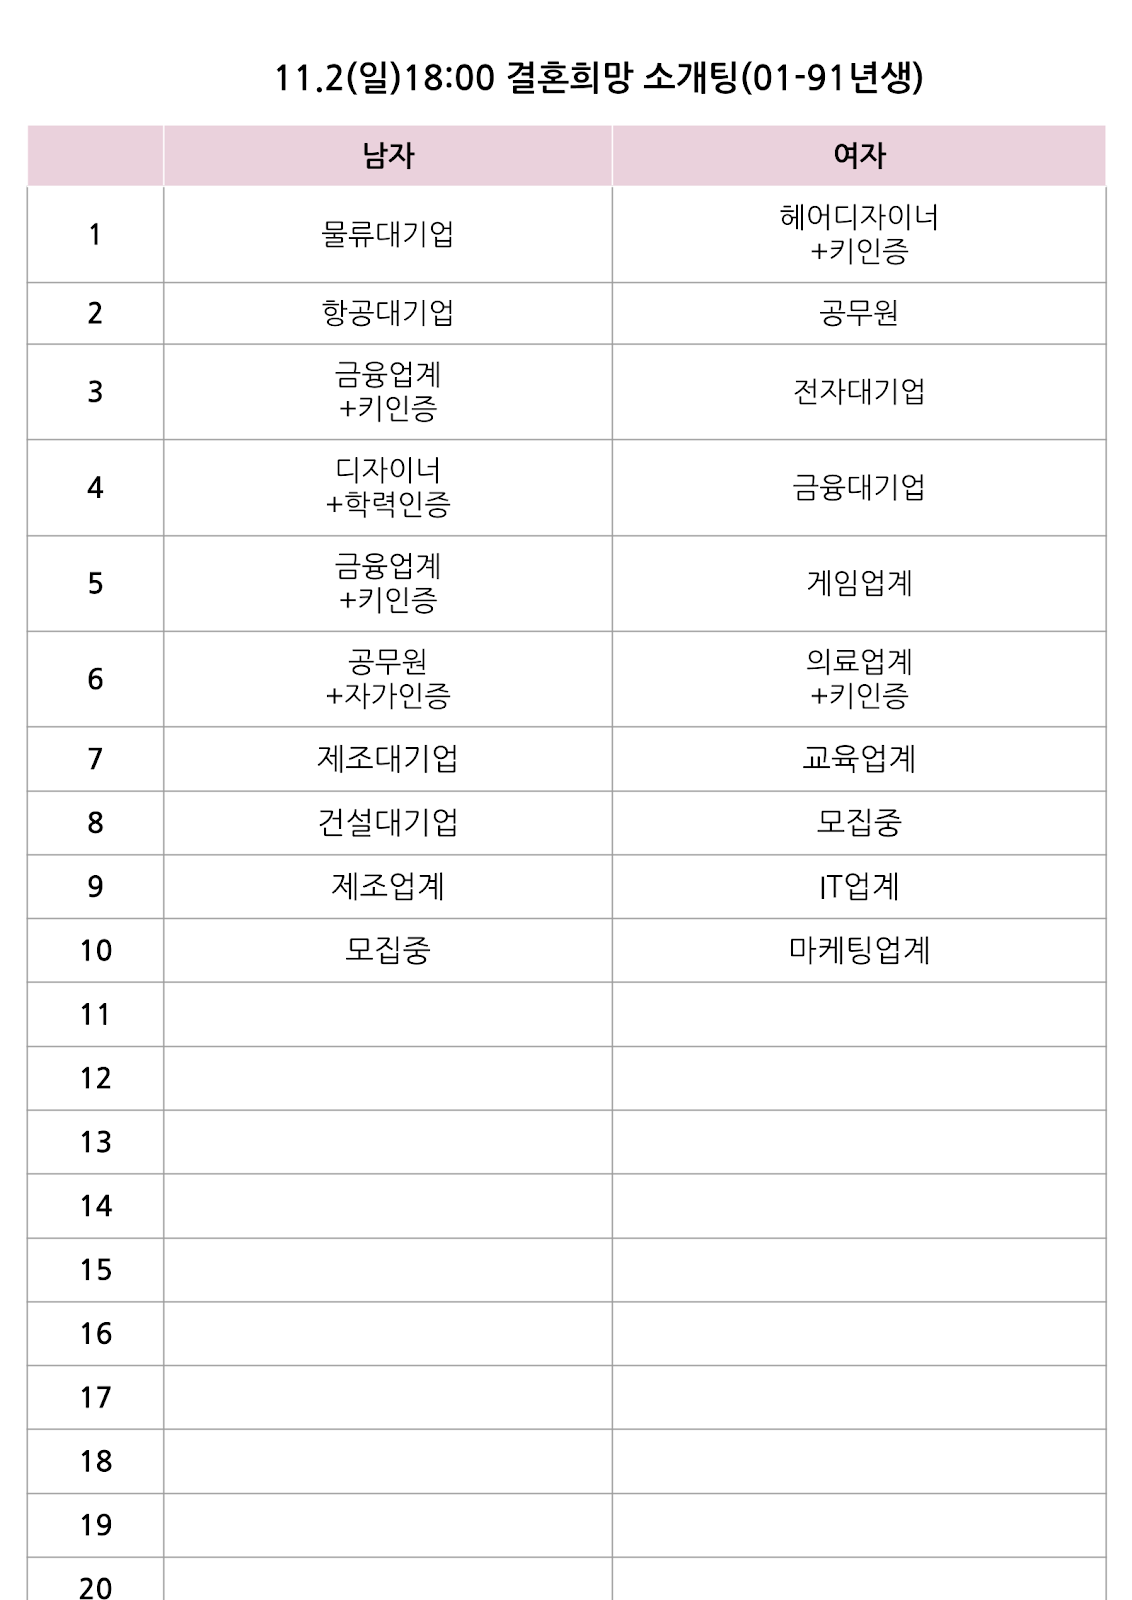 11.2(일)18:00 결혼희망 소개팅(01-91년생)
남자 여자
1 물류대기업 헤어디자이너
+키인증
2 항공대기업 공무원
3 금융업계
+키인증 전자대기업
4 디자이너
+학력인증 금융대기업
5 금융업계
+키인증 게임업계
6 공무원
+자가인증 의료업계
+키인증
7 제조대기업 교육업계
8 건설대기업 모집중
9 제조업계 IT업계
10 모집중 마케팅업계
11
12
13
14
15
16
17
18
19
20